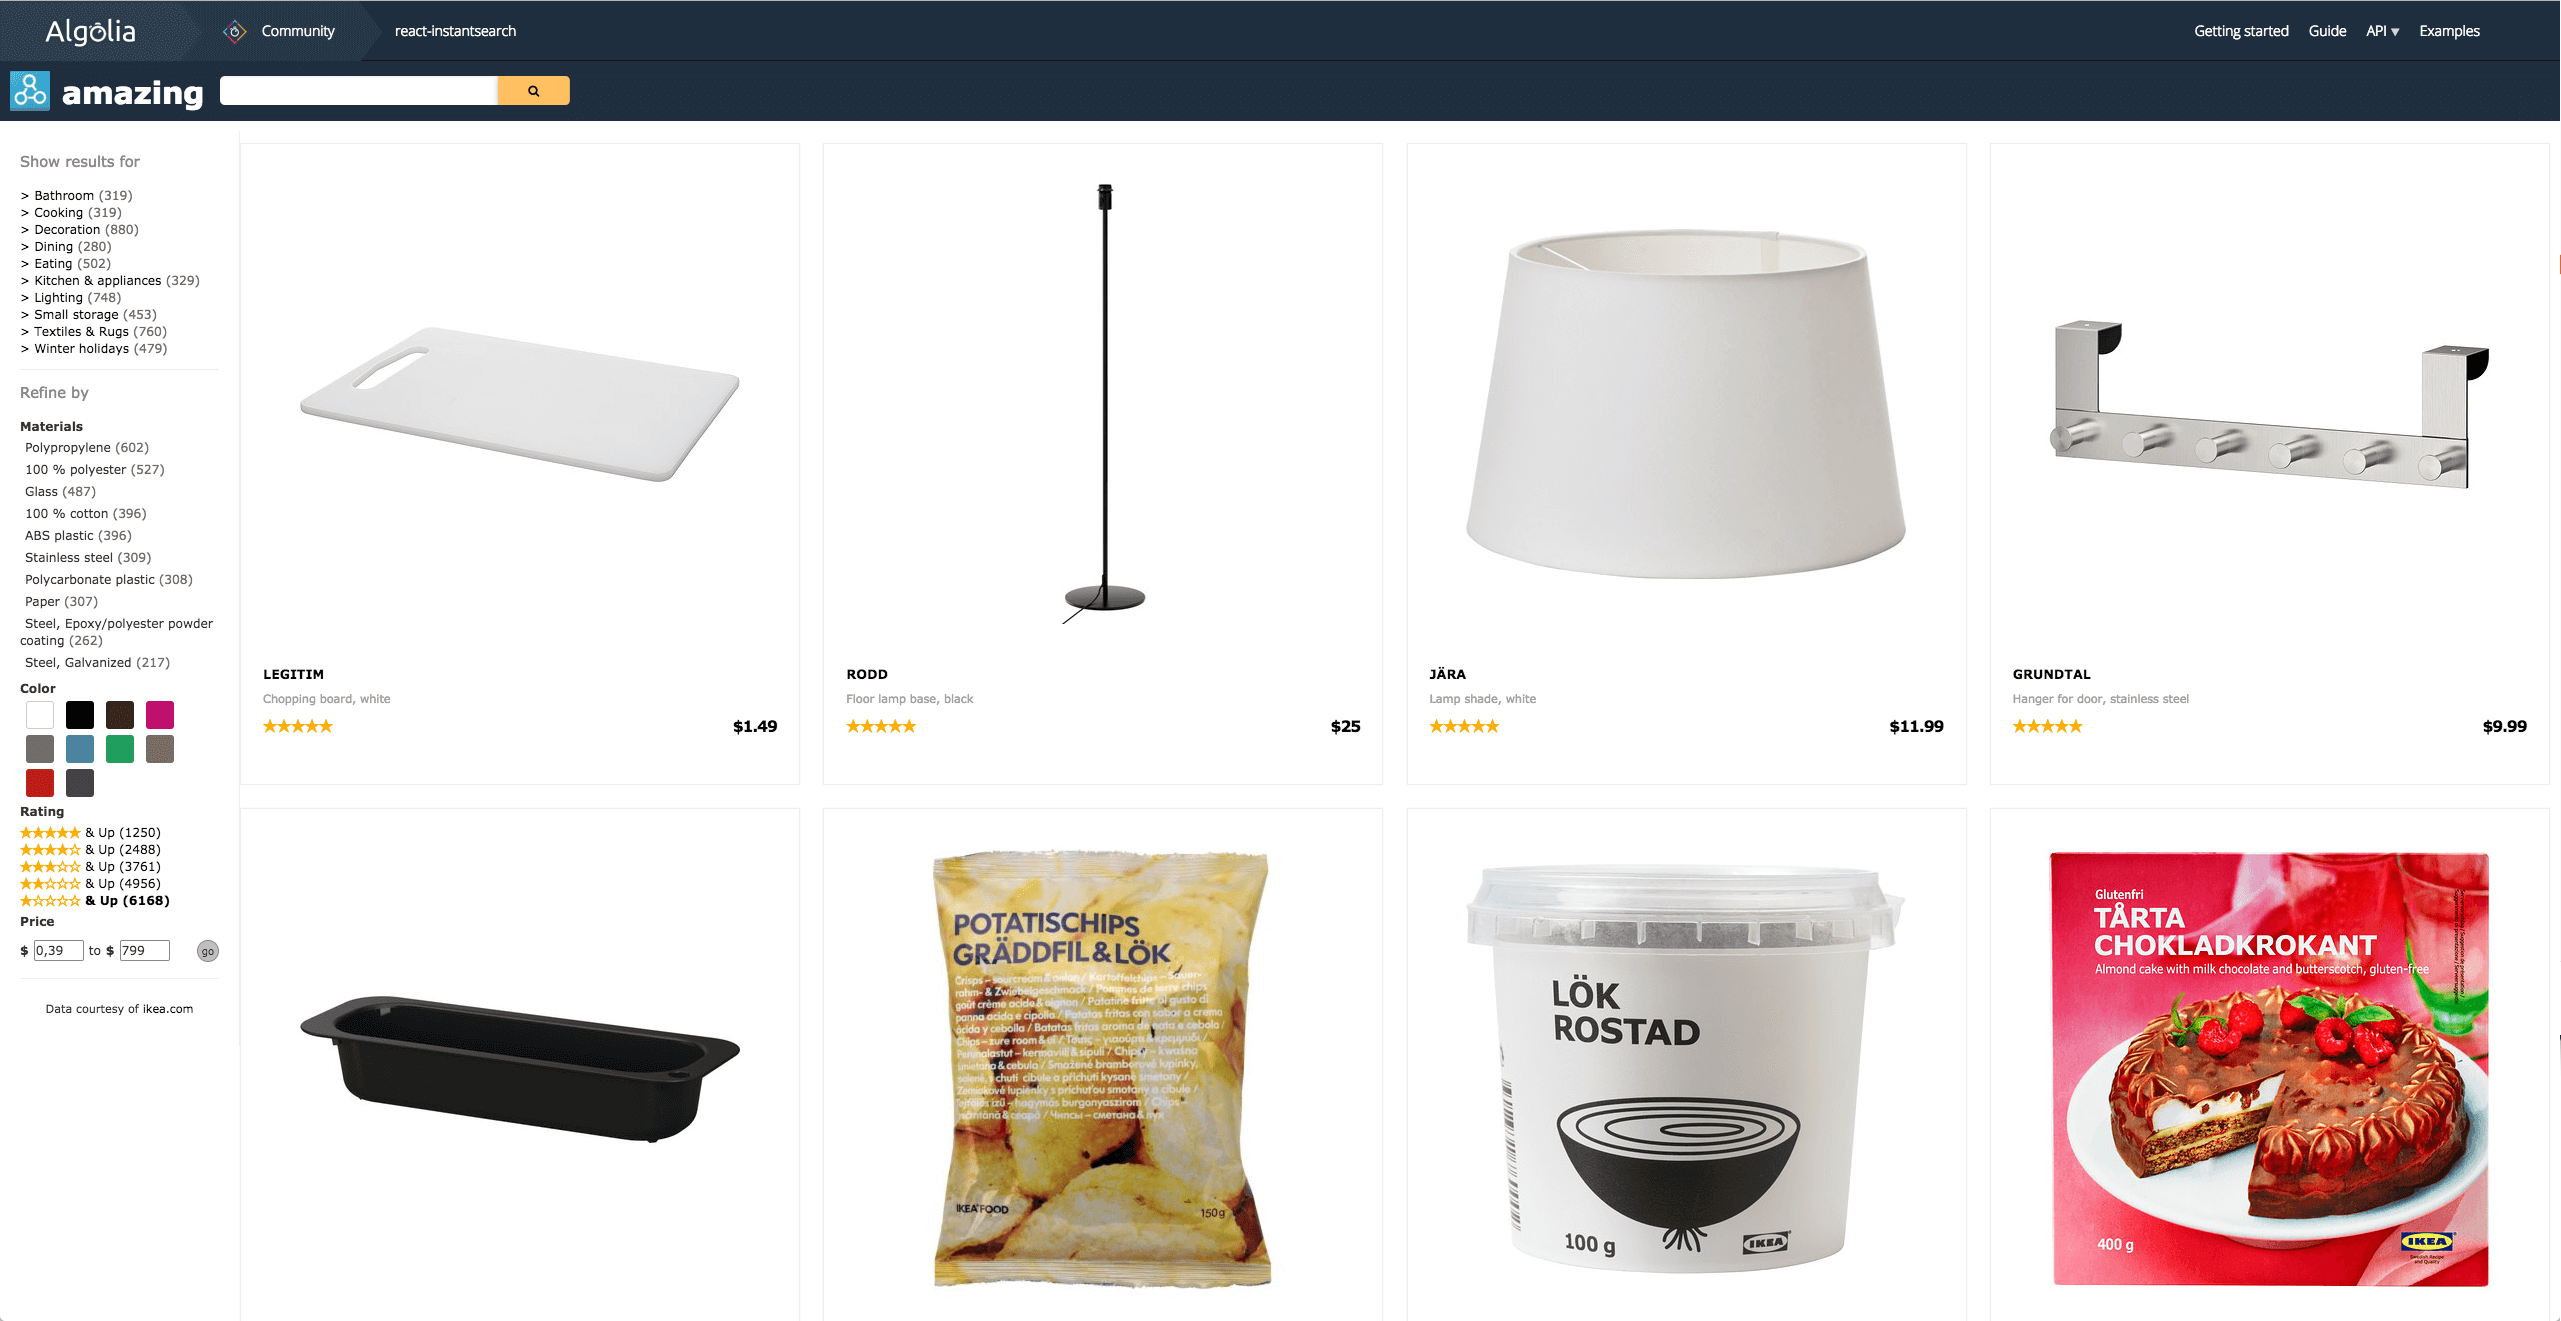 Algolia
Community
react-instantsearch
Getting started
Guide
API ▼
Examples
amazing
Show results for
> Bathroom (319)
> Cooking (319)
> Decoration (880)
> Dining (280)
> Eating (502)
> Kitchen & appliances (329)
> Lighting (748)
> Small storage (453)
> Textiles & Rugs (760)
> Winter holidays (479)
Refine by
Materials
Polypropylene (602)
100 % polyester (527)
Glass (487)
100 % cotton (396)
ABS plastic (396)
Stainless steel (309)
Polycarbonate plastic (308)
Paper (307)
Steel, Epoxy/polyester powder
coating (262)
Steel, Galvanized (217)
Color
Rating
★★★★★ & Up (1250)
★★★★☆ & Up (2488)
★★★☆☆ & Up (3761)
★★☆☆☆ & Up (4956)
★☆☆☆☆ & Up (6168)
Price
$ 0,39 to $ 799 go
Data courtesy of ikea.com
LEGITIM
Chopping board, white
★★★★★ $1.49
RODD
Floor lamp base, black
★★★★★ $25
JÄRA
Lamp shade, white
★★★★★ $11.99
GRUNDTAL
Hanger for door, stainless steel
★★★★★ $9.99
POTATISCHIPS
GRÄDDFIL & LÖK
Crisps – sourcream & onion / Kartoffelchips – Sauer-
rahm- & Zwiebelgeschmack / Pommes de terre chips
goût crème acide & oignon / Patatine fritte al gusto di
panna acida e cipolla / Patatas fritas con sabor a crema
ácida y cebolla / Batatas fritas aroma de nata e cebola /
IKEA FOOD
150g
LÖK
ROSTAD
100 g
IKEA
Glutenfri
TÅRTA
CHOKLADKROKANT
Almond cake with milk chocolate and butterscotch, gluten-free
400 g
IKEA
Swedish Recipe
and Quality